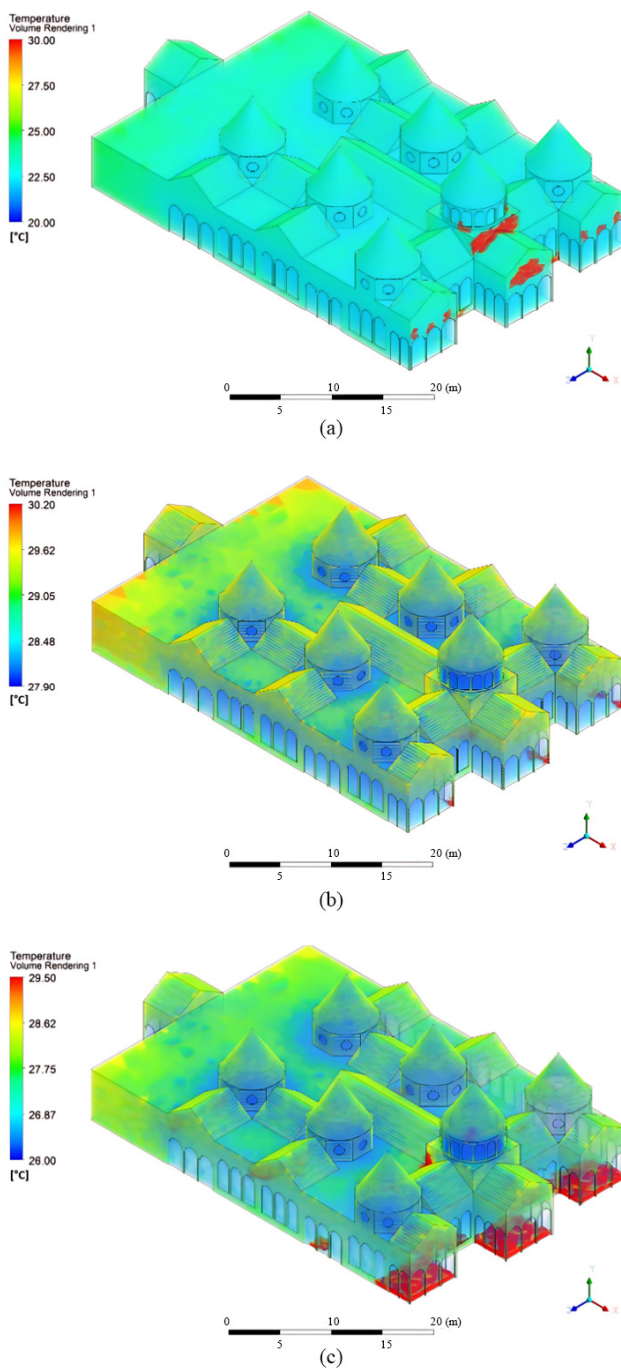 Temperature
Volume Rendering 1
30.00
27.50
25.00
22.50
20.00
[°C]
Y
Z
X
0 10 20 (m)
5 15
(a)
Temperature
Volume Rendering 1
30.20
29.62
29.05
28.48
27.90
[°C]
Y
Z
X
0 10 20 (m)
5 15
(b)
Temperature
Volume Rendering 1
29.50
28.62
27.75
26.87
26.00
[°C]
Y
Z
X
0 10 20 (m)
5 15
(c)